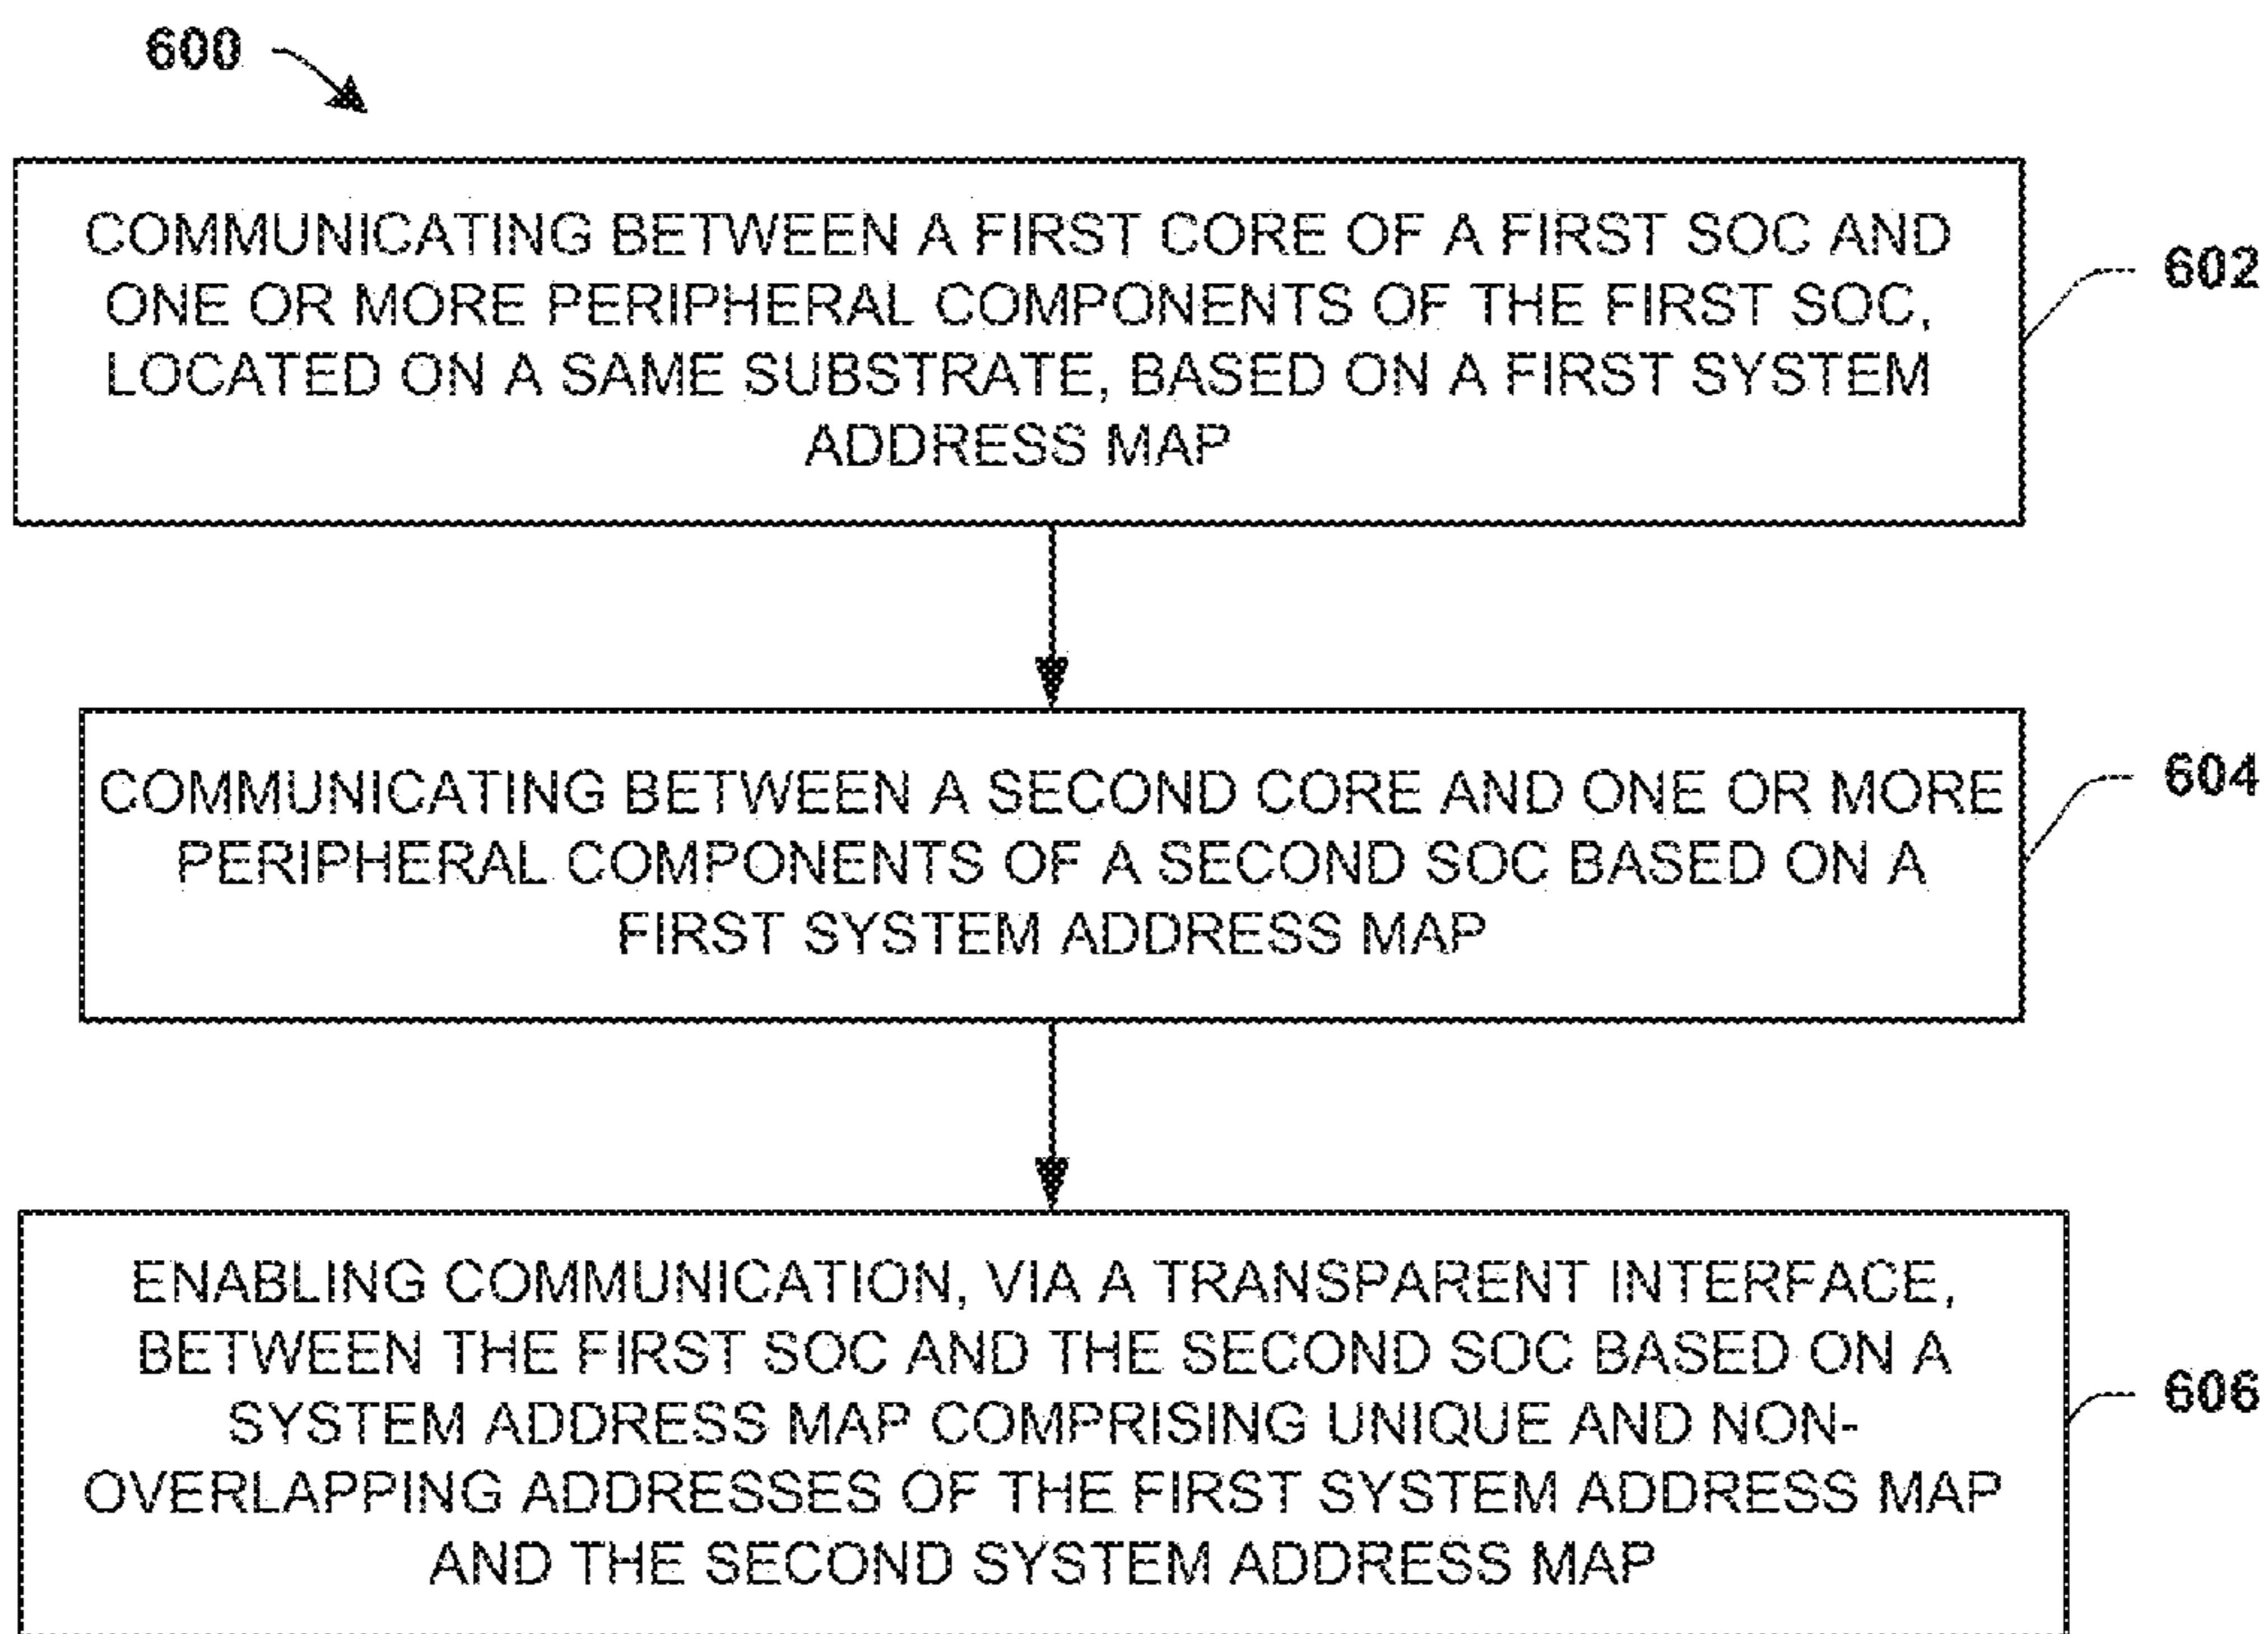 600
COMMUNICATING BETWEEN A FIRST CORE OF A FIRST SOC AND
ONE OR MORE PERIPHERAL COMPONENTS OF THE FIRST SOC,
LOCATED ON A SAME SUBSTRATE, BASED ON A FIRST SYSTEM
ADDRESS MAP
602
COMMUNICATING BETWEEN A SECOND CORE AND ONE OR MORE
PERIPHERAL COMPONENTS OF A SECOND SOC BASED ON A
FIRST SYSTEM ADDRESS MAP
604
ENABLING COMMUNICATION, VIA A TRANSPARENT INTERFACE,
BETWEEN THE FIRST SOC AND THE SECOND SOC BASED ON A
SYSTEM ADDRESS MAP COMPRISING UNIQUE AND NON-
OVERLAPPING ADDRESSES OF THE FIRST SYSTEM ADDRESS MAP
AND THE SECOND SYSTEM ADDRESS MAP
606